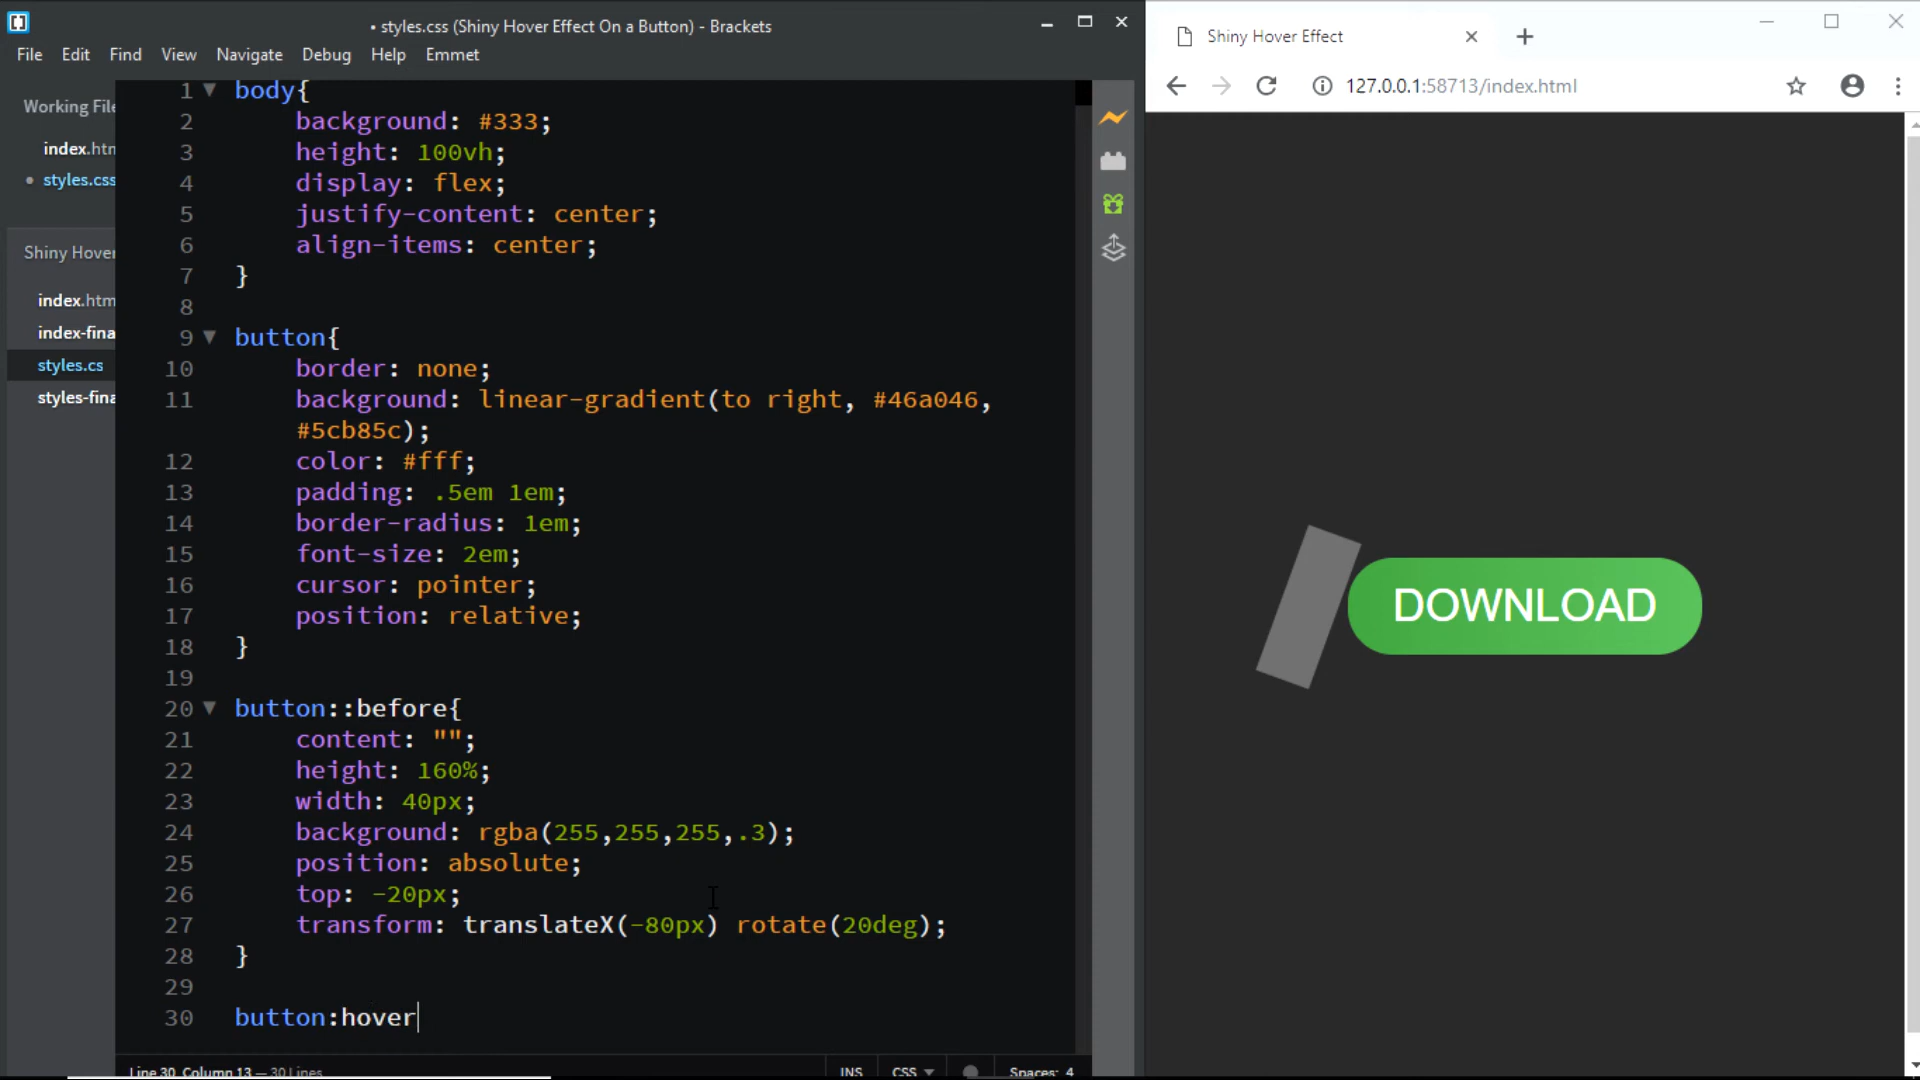 • styles.css (Shiny Hover Effect On a Button) - Brackets
File Edit Find View Navigate Debug Help Emmet
Working File
index.htm
• styles.css
Shiny Hover
index.htm
index-fina
styles.cs
styles-fina
1 body{
2 background: #333;
3 height: 100vh;
4 display: flex;
5 justify-content: center;
6 align-items: center;
7 }
8
9 button{
10 border: none;
11 background: linear-gradient(to right, #46a046,
#5cb85c);
12 color: #fff;
13 padding: .5em 1em;
14 border-radius: 1em;
15 font-size: 2em;
16 cursor: pointer;
17 position: relative;
18 }
19
20 button::before{
21 content: "";
22 height: 160%;
23 width: 40px;
24 background: rgba(255,255,255,.3);
25 position: absolute;
26 top: -20px;
27 transform: translateX(-80px) rotate(20deg);
28 }
29
30 button:hover
Line 30, Column 13 — 30 Lines
INS CSS Spaces: 4
Shiny Hover Effect
127.0.0.1:58713/index.html
DOWNLOAD